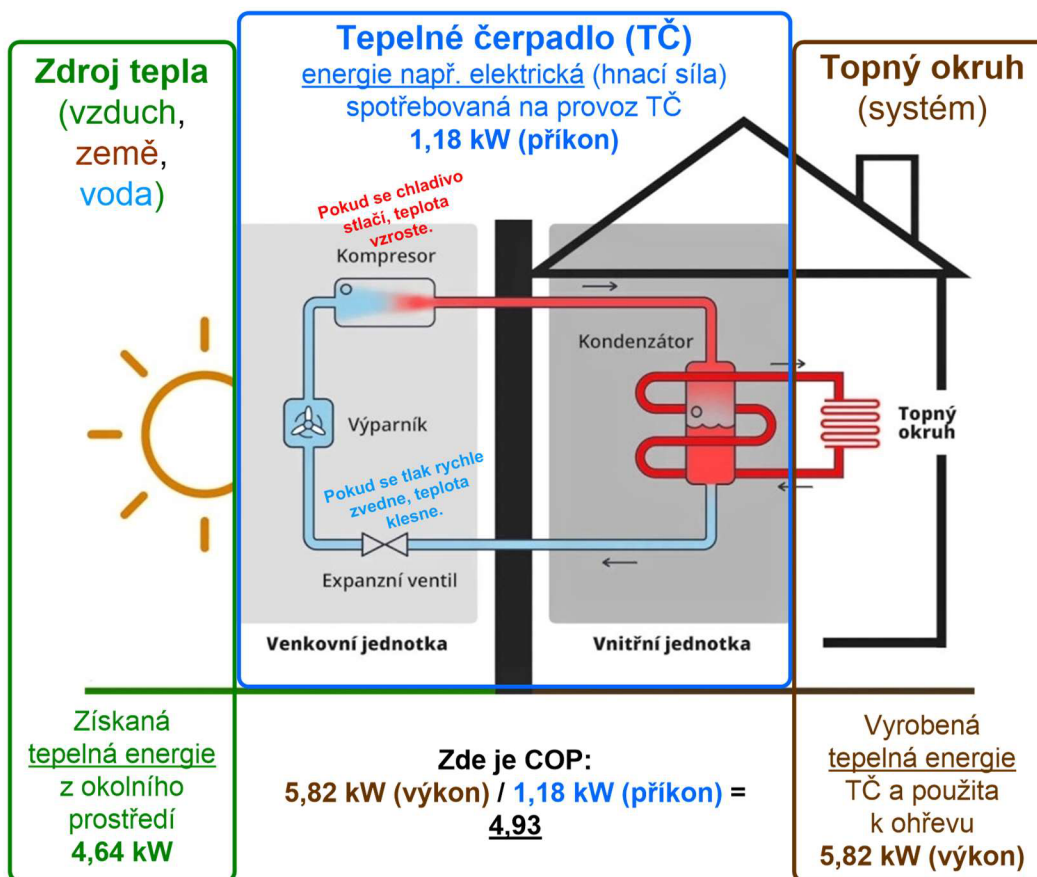 Zdroj tepla
(vzduch,
země,
voda)
Tepelné čerpadlo (TČ)
energie např. elektrická (hnací síla)
spotřebovaná na provoz TČ
1,18 kW (příkon)
Topný okruh
(systém)
Pokud se chladivo
stlačí, teplota
vzroste.
Kompresor
Kondenzátor
Výparník
Topný
okruh
Pokud se tlak rychle
zvedne, teplota
klesne.
Expanzní ventil
Venkovní jednotka
Vnitřní jednotka
Získaná
tepelná energie
z okolního
prostředí
4,64 kW
Zde je COP:
5,82 kW (výkon) / 1,18 kW (příkon) =
4,93
Vyrobená
tepelná energie
TČ a použita
k ohřevu
5,82 kW (výkon)